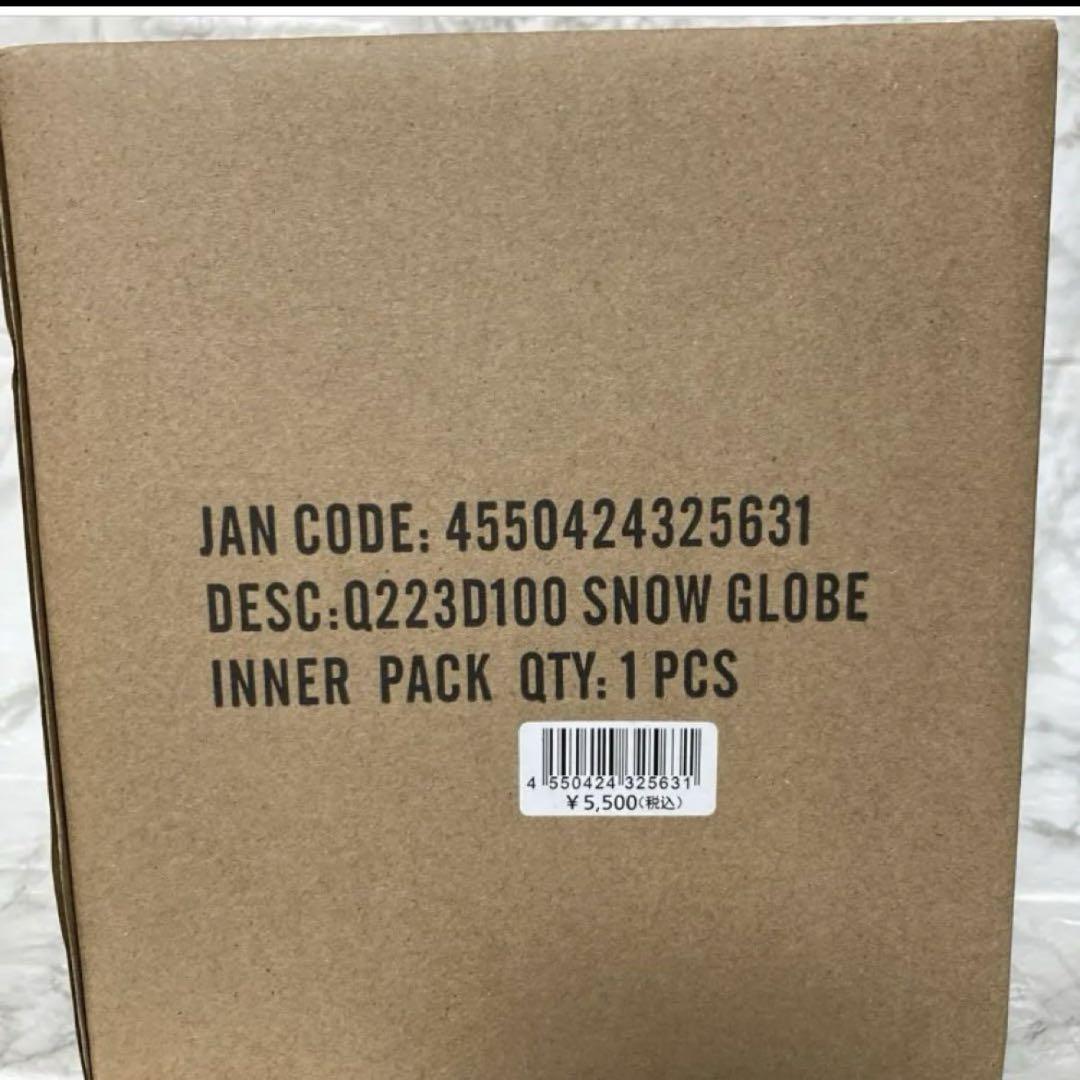 JAN CODE: 4550424325631
DESC:Q223D100 SNOW GLOBE
INNER PACK QTY: 1 PCS
4 550424 325631
¥5,500(税込)